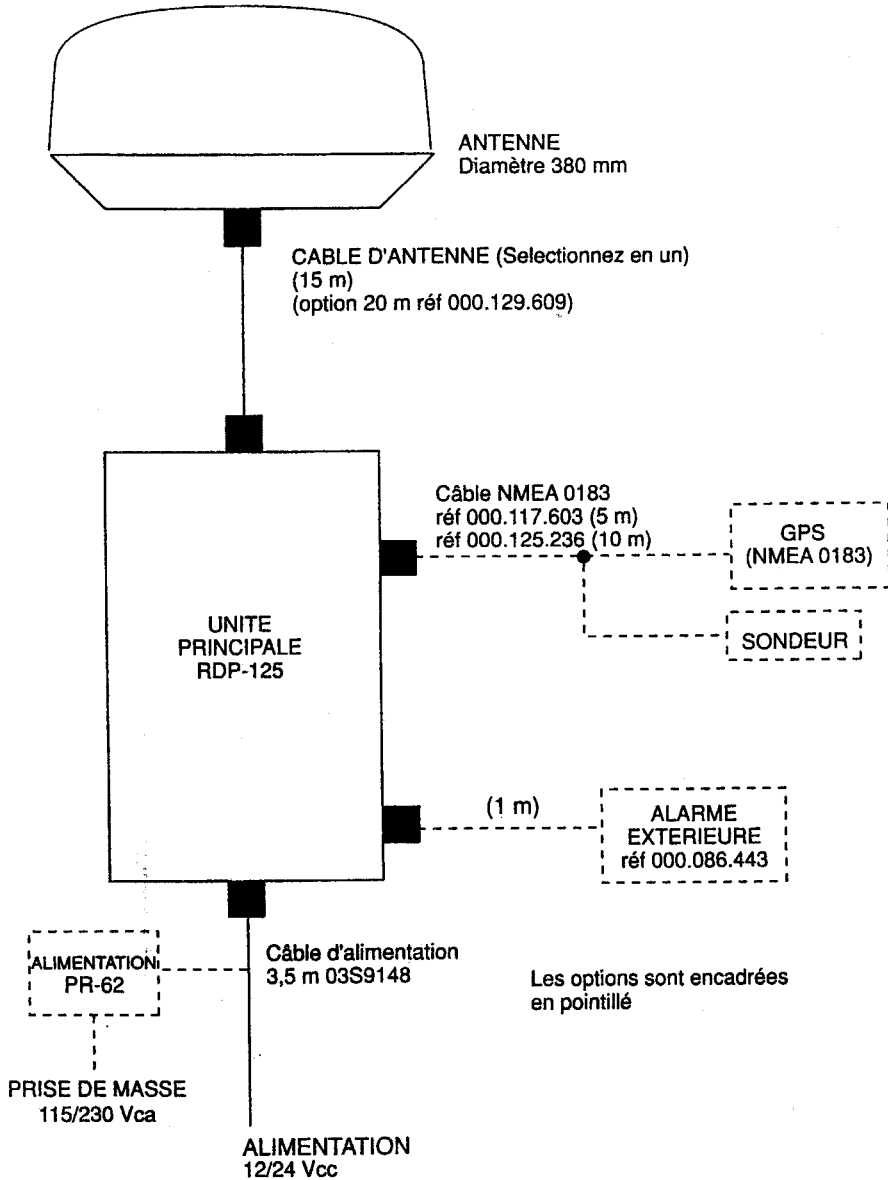 ANTENNE
Diamètre 380 mm
CABLE D'ANTENNE (Selectionnez en un)
(15 m)
(option 20 m réf 000.129.609)
Câble NMEA 0183
réf 000.117.603 (5 m)
réf 000.125.236 (10 m)
GPS
(NMEA 0183)
SONDEUR
UNITE
PRINCIPALE
RDP-125
(1 m)
ALARME
EXTERIEURE
réf 000.086.443
ALIMENTATION
PR-62
Câble d'alimentation
3,5 m 03S9148
Les options sont encadrées
en pointillé
PRISE DE MASSE
115/230 Vca
ALIMENTATION
12/24 Vcc